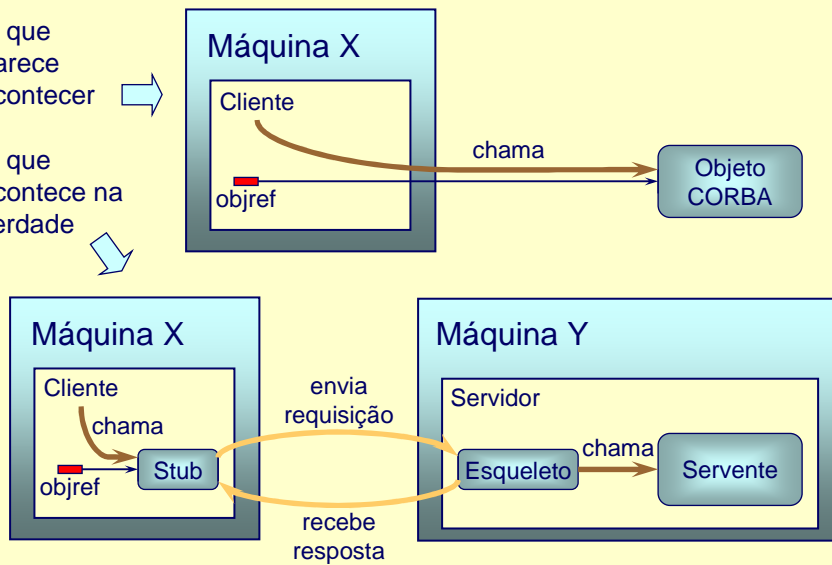 que
arece
contecer
Máquina X
Cliente
chama
objref
Objeto
CORBA
que
contece na
erdade
Máquina X
Cliente
chama
objref
Stub
envia
requisição
recebe
resposta
Máquina Y
Servidor
Esqueleto
chama
Servente